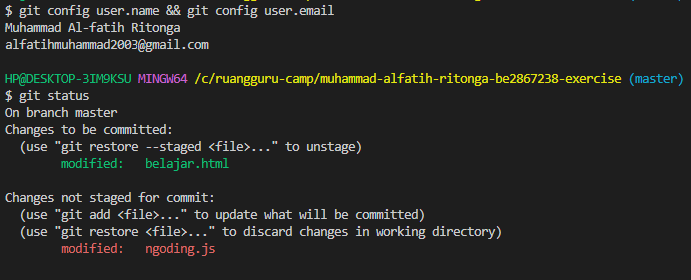 $ git config user.name && git config user.email
Muhammad Al-fatih Ritonga
alfatihmuhammad2003@gmail.com
HP@DESKTOP-3IM9KSU MINGW64 /c/ruangguru-camp/muhammad-alfatih-ritonga-be2867238-exercise (master)
$ git status
On branch master
Changes to be committed:
  (use "git restore --staged <file>..." to unstage)
        modified:   belajar.html
Changes not staged for commit:
  (use "git add <file>..." to update what will be committed)
  (use "git restore <file>..." to discard changes in working directory)
        modified:   ngoding.js